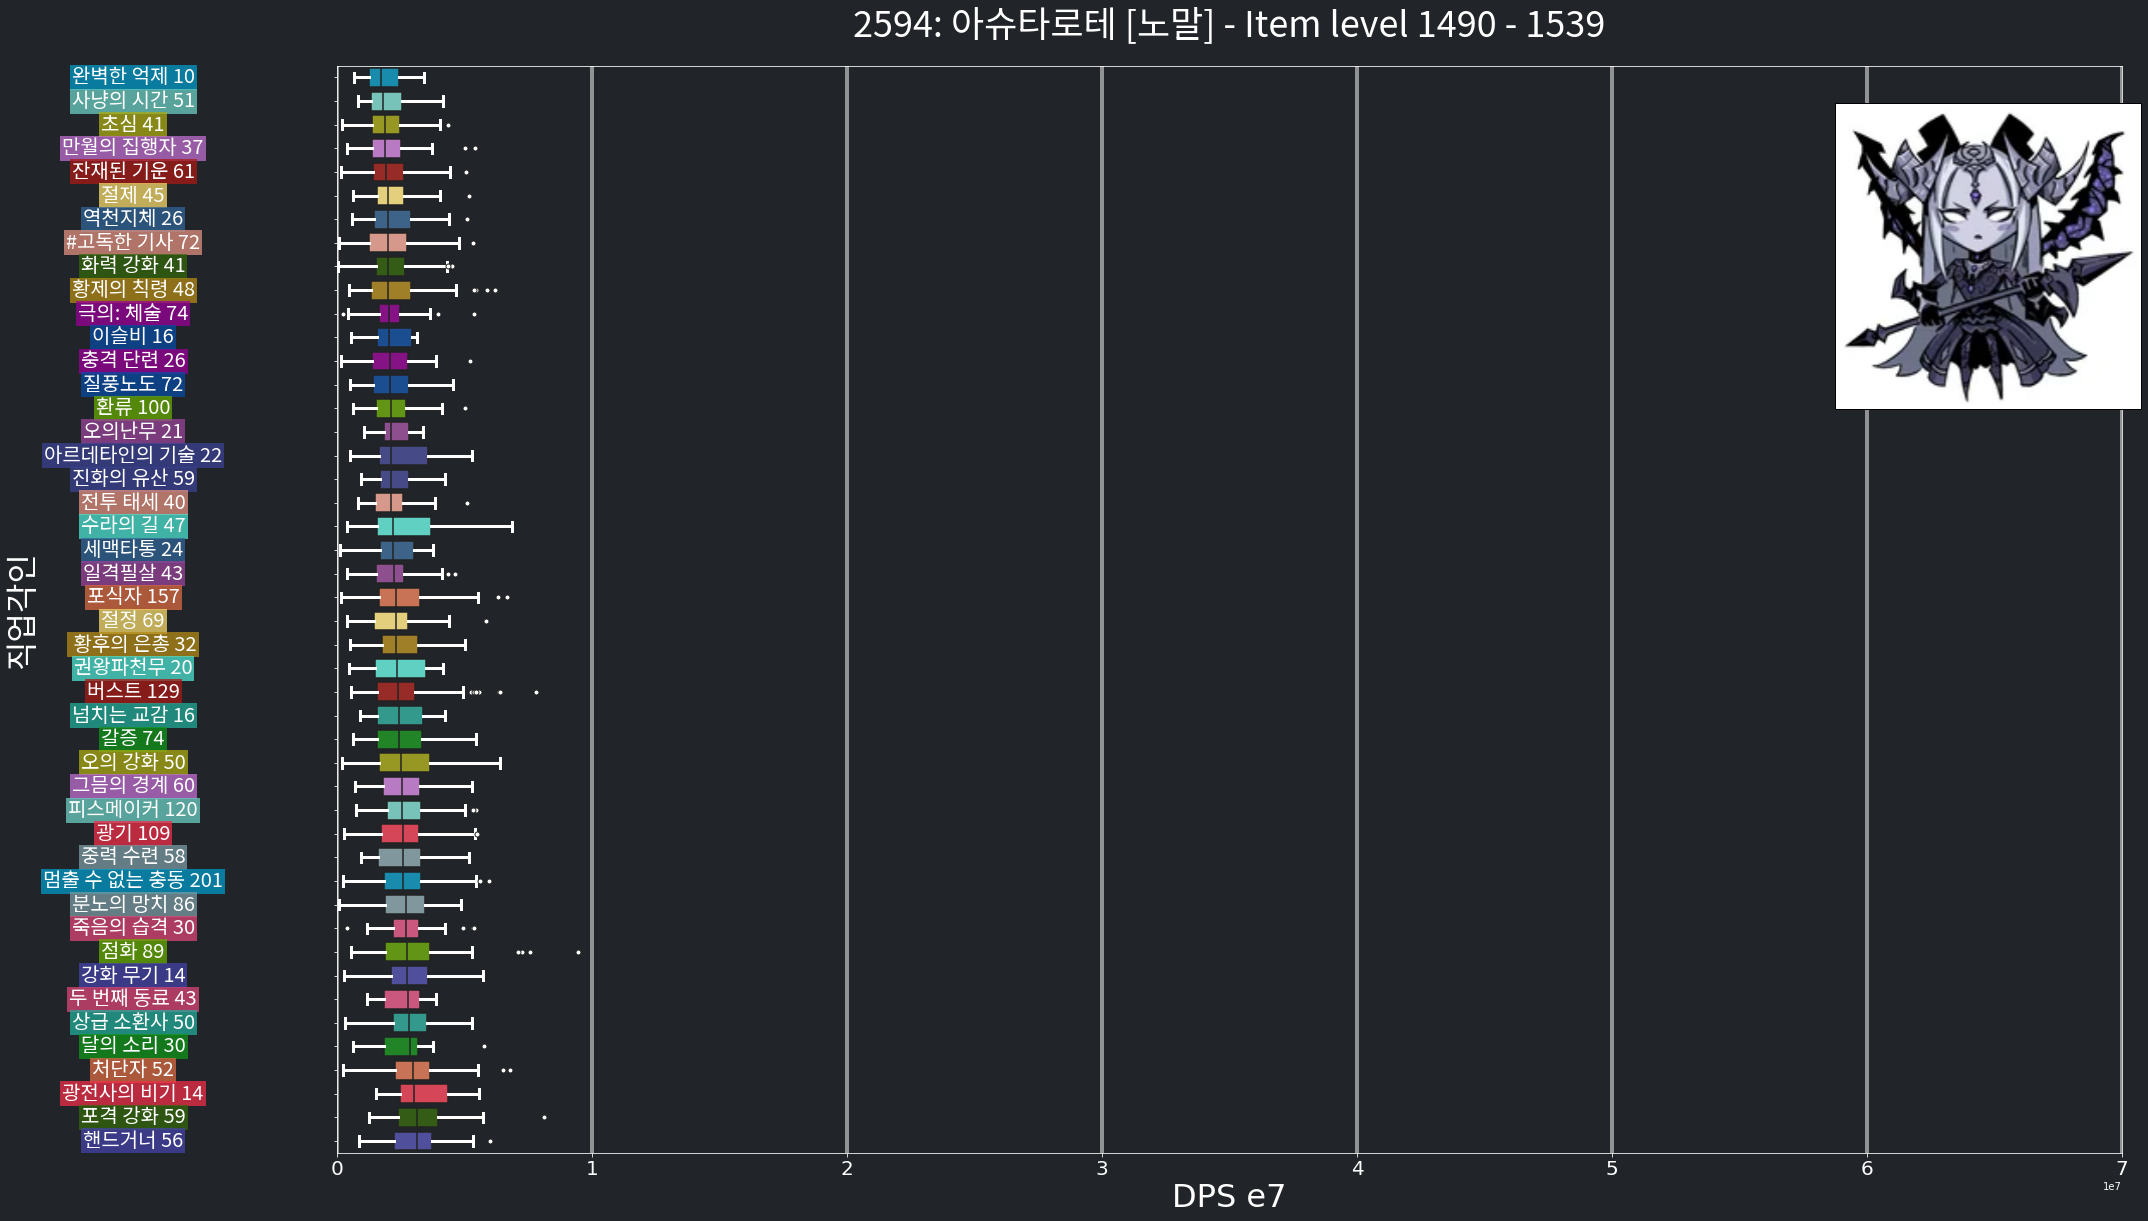 2594: 아슈타로테 [노말] - Item level 1490 - 1539
완벽한 억제 10
사냥의 시간 51
초심 41
만월의 집행자 37
잔재된 기운 61
절제 45
역천지체 26
#고독한 기사 72
화력 강화 41
황제의 칙령 48
극의: 체술 74
이슬비 16
충격 단련 26
질풍노도 72
환류 100
오의난무 21
아르데타인의 기술 22
진화의 유산 59
전투 태세 40
수라의 길 47
세맥타통 24
일격필살 43
포식자 157
절정 69
황후의 은총 32
권왕파천무 20
버스트 129
넘치는 교감 16
갈증 74
오의 강화 50
그믐의 경계 60
피스메이커 120
광기 109
중력 수련 58
멈출 수 없는 충동 201
분노의 망치 86
죽음의 습격 30
점화 89
강화 무기 14
두 번째 동료 43
상급 소환사 50
달의 소리 30
처단자 52
광전사의 비기 14
포격 강화 59
핸드거너 56
직업각인
0 1 2 3 4 5 6 7
1e7
DPS e7